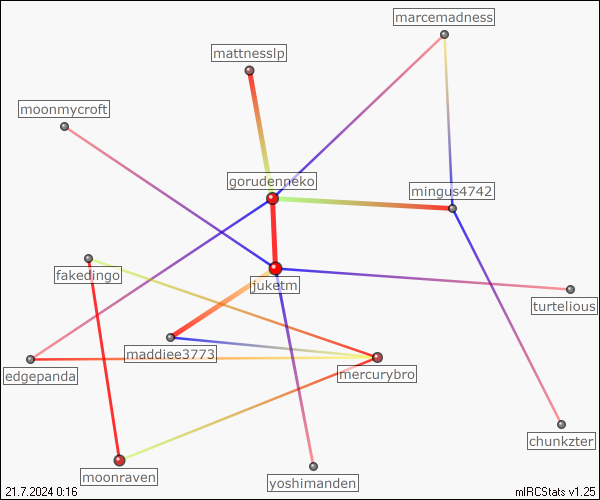 marcemadness
mattnesslp
moonmycroft
gorudenneko
mingus4742
fakedingo
juketm
turtelious
maddiee3773
edgepanda
mercurybro
chunkzter
moonraven
yoshimanden
21.7.2024 0:16
mIRCStats v1.25